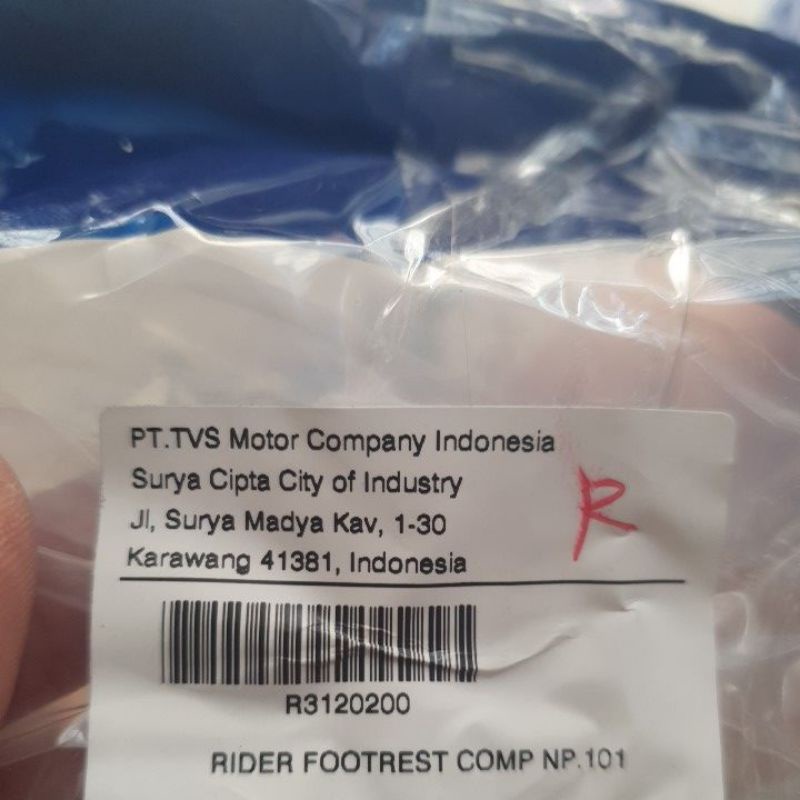 PT.TVS Motor Company Indonesia
Surya Cipta City of Industry
R
Jl, Surya Madya Kav, 1-30
Karawang 41381, Indonesia
R3120200
RIDER FOOTREST COMP NP.101